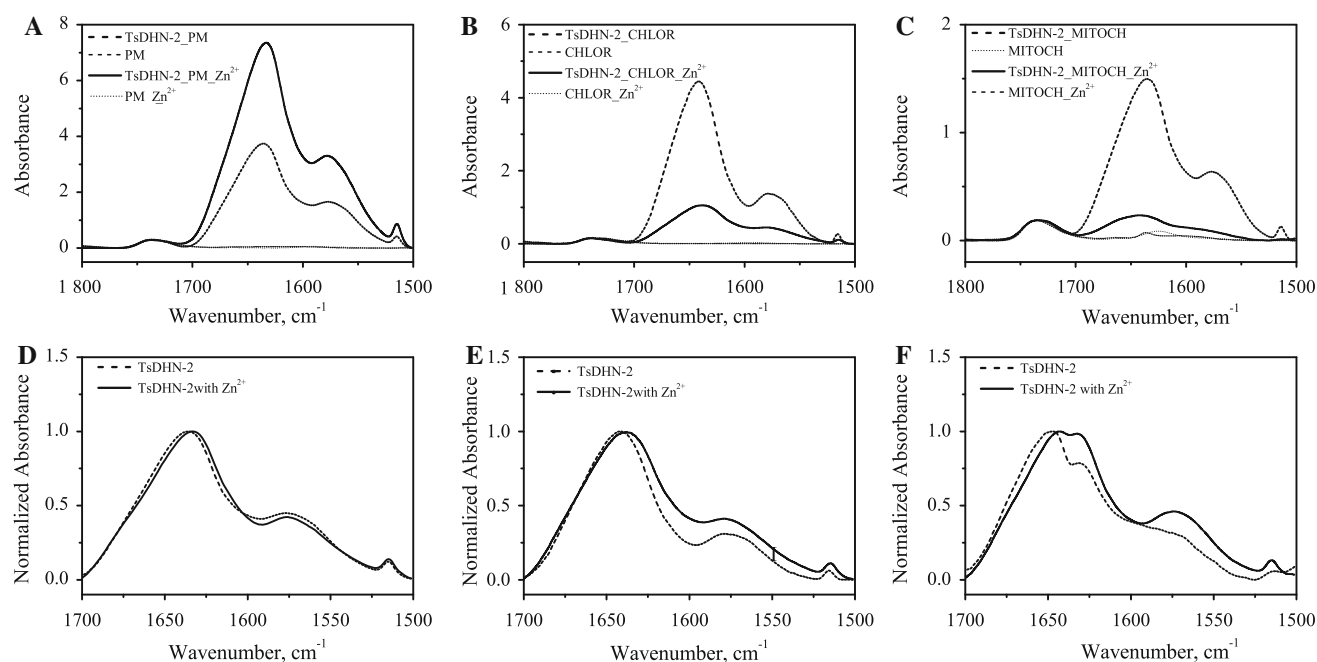 A
TsDHN-2_PM
PM
TsDHN-2_PM_Zn²⁺
PM_Zn²⁺
8
6
4
2
0
Absorbance
1 800
1700
1600
1500
Wavenumber, cm⁻¹
B
TsDHN-2_CHLOR
CHLOR
TsDHN-2_CHLOR_Zn²⁺
CHLOR_Zn²⁺
6
4
2
0
Absorbance
1 800
1700
1600
1500
Wavenumber, cm⁻¹
C
TsDHN-2_MITOCH
MITOCH
TsDHN-2_MITOCH_Zn²⁺
MITOCH_Zn²⁺
2
1
0
Absorbance
1800
1700
1600
1500
Wavenumber, cm⁻¹
D
TsDHN-2
TsDHN-2with Zn²⁺
1.5
1.0
0.5
0.0
Normalized Absorbance
1700
1650
1600
1550
1500
Wavenumber, cm⁻¹
E
TsDHN-2
TsDHN-2with Zn²⁺
1.5
1.0
0.5
0.0
Normalized Absorbance
1700
1650
1600
1550
1500
Wavenumber, cm⁻¹
F
TsDHN-2
TsDHN-2 with Zn²⁺
1.5
1.0
0.5
0.0
Normalized Absorbance
1700
1650
1600
1550
1500
Wavenumber, cm⁻¹